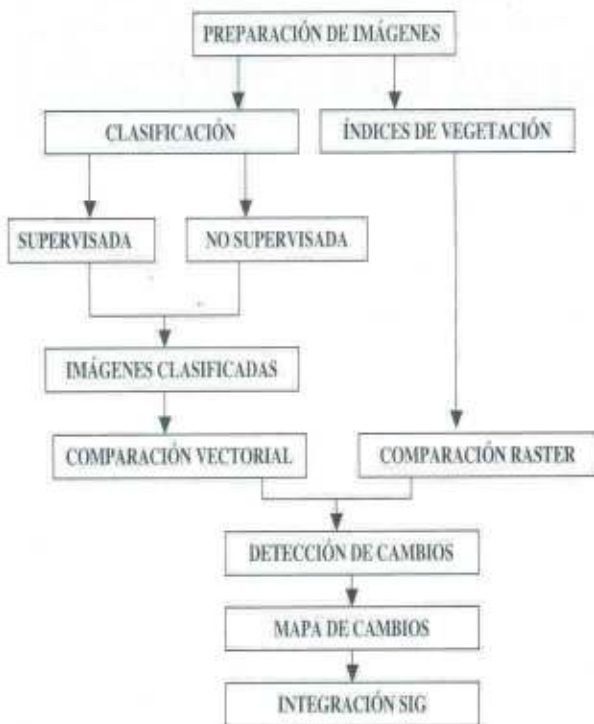 PREPARACIÓN DE IMÁGENES
CLASIFICACIÓN
ÍNDICES DE VEGETACIÓN
SUPERVISADA
NO SUPERVISADA
IMÁGENES CLASIFICADAS
COMPARACIÓN VECTORIAL
COMPARACIÓN RASTER
DETECCIÓN DE CAMBIOS
MAPA DE CAMBIOS
INTEGRACIÓN SIG